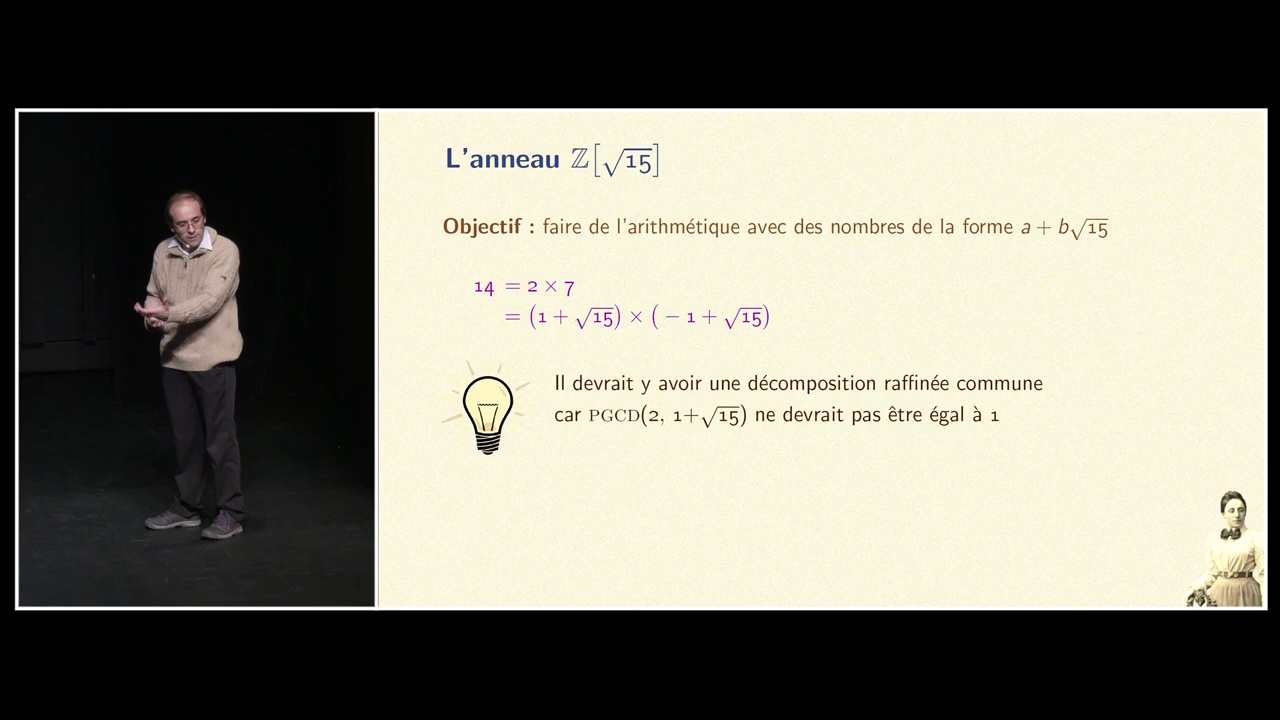 L'anneau ℤ[√15]
Objectif : faire de l'arithmétique avec des nombres de la forme a + b√15
14 = 2 × 7
= (1 + √15) × (− 1 + √15)
Il devrait y avoir une décomposition raffinée commune
car PGCD(2, 1+√15) ne devrait pas être égal à 1